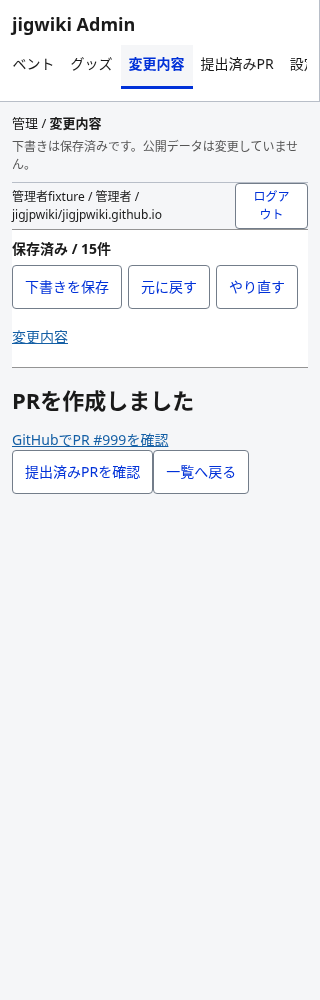 jigwiki Admin
ベント グッズ 変更内容 提出済みPR 設定
管理 / 変更内容
下書きは保存済みです。公開データは変更していませ
ん。
管理者fixture / 管理者 /
jigjpwiki/jigjpwiki.github.io
ログア
ウト
保存済み / 15件
下書きを保存 元に戻す やり直す
変更内容
PRを作成しました
GitHubでPR #999を確認
提出済みPRを確認 一覧へ戻る